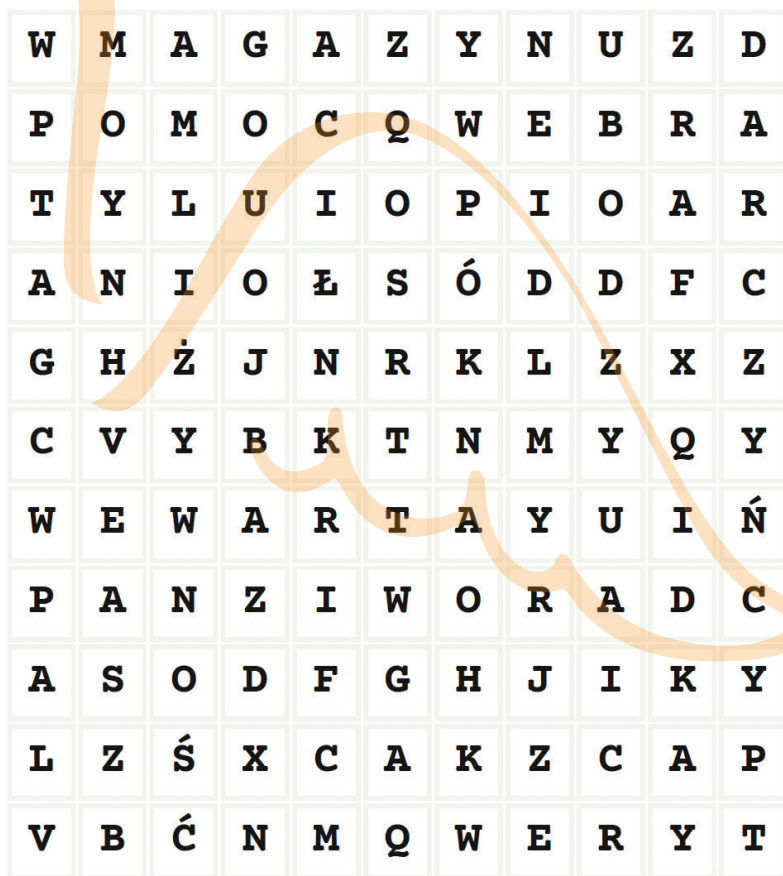 W M A G A Z Y N U Z D
P O M O C Q W E B R A
T Y L U I O P I O A R
A N I O Ł S Ó D D F C
G H Ż J N R K L Z X Z
C V Y B K T N M Y Q Y
W E W A R T A Y U I Ń
P A N Z I W O R A D C
A S O D F G H J I K Y
L Z Ś X C A K Z C A P
V B Ć N M Q W E R Y T